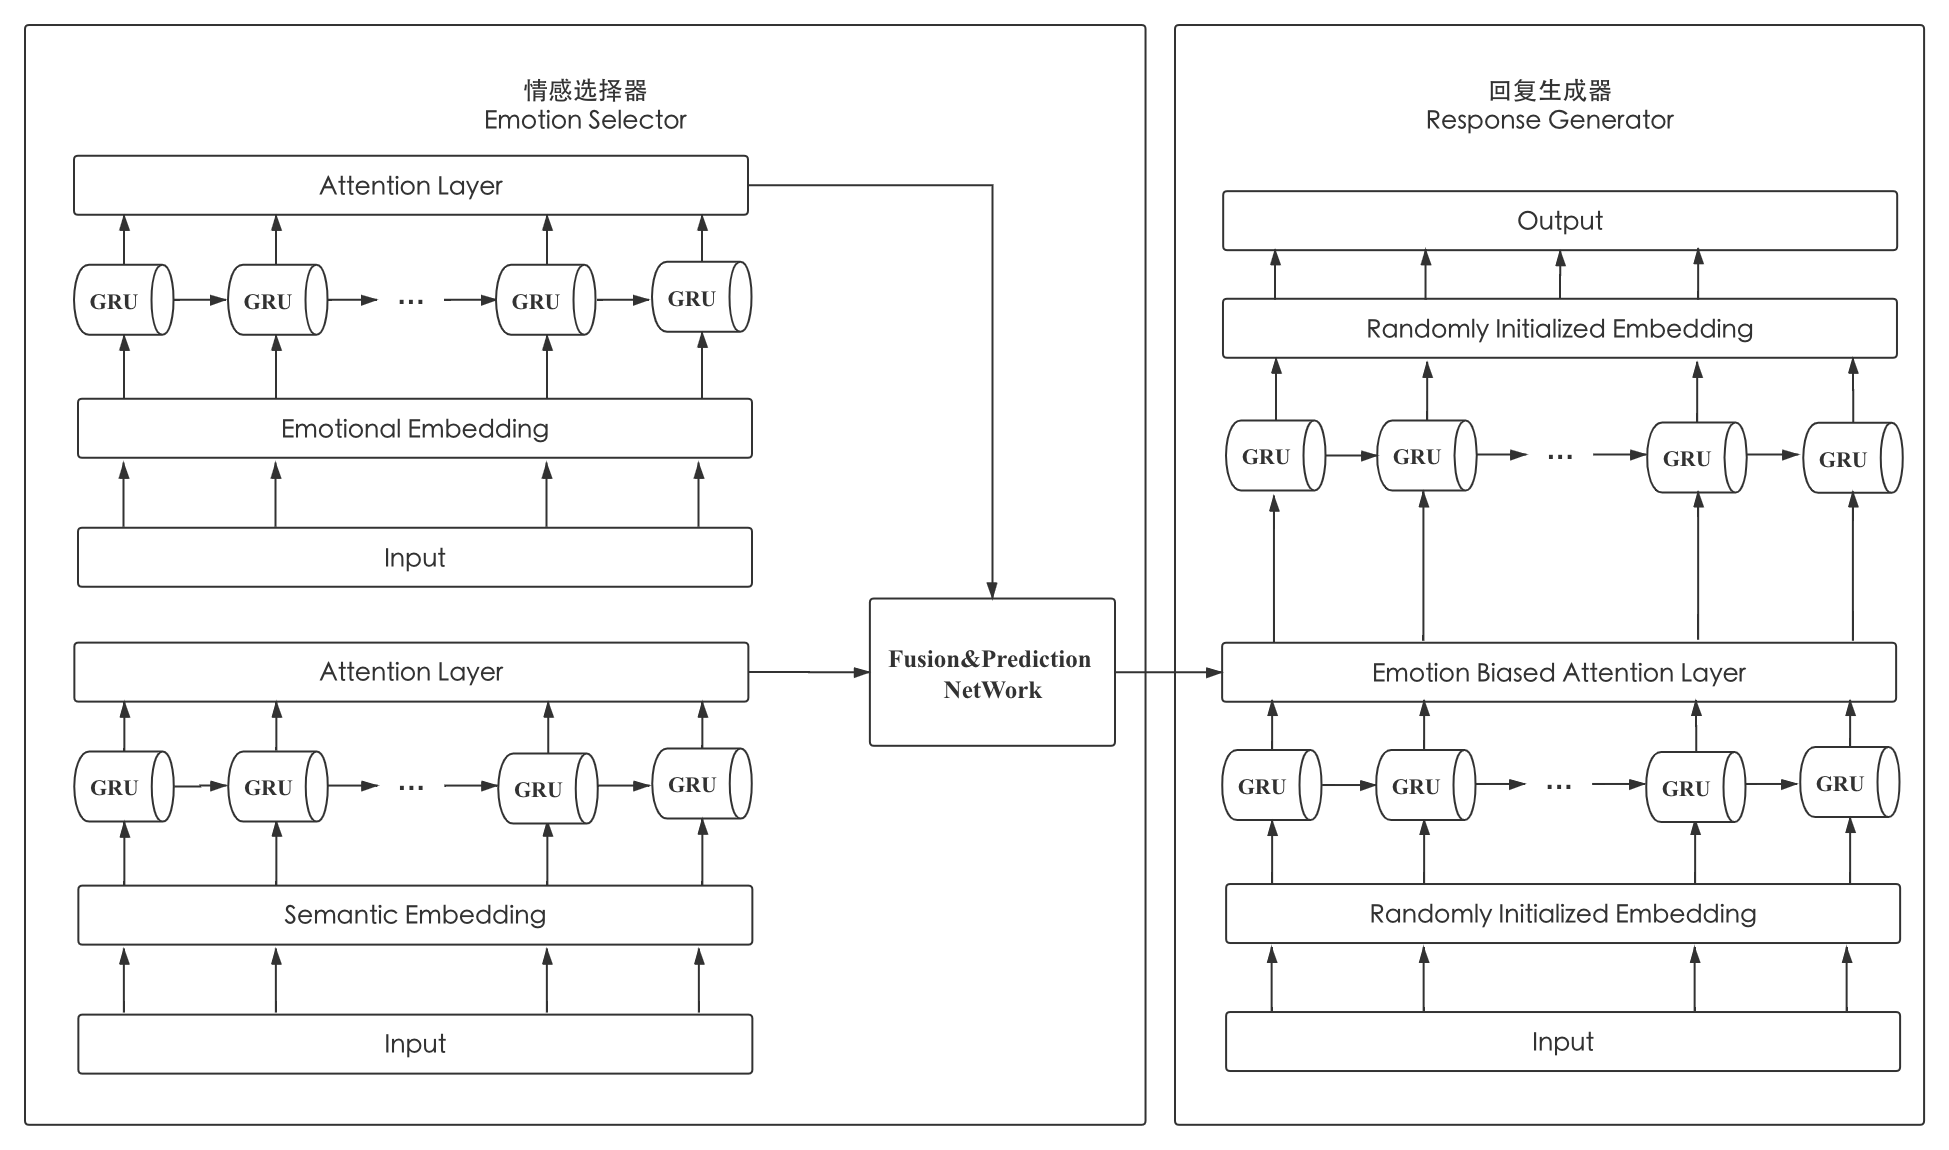 情感选择器
Emotion Selector
Attention Layer
GRU GRU ... GRU GRU
Emotional Embedding
Input
Attention Layer
GRU GRU ... GRU GRU
Semantic Embedding
Input
Fusion&Prediction
NetWork
回复生成器
Response Generator
Output
Randomly Initialized Embedding
GRU GRU ... GRU GRU
Emotion Biased Attention Layer
GRU GRU ... GRU GRU
Randomly Initialized Embedding
Input